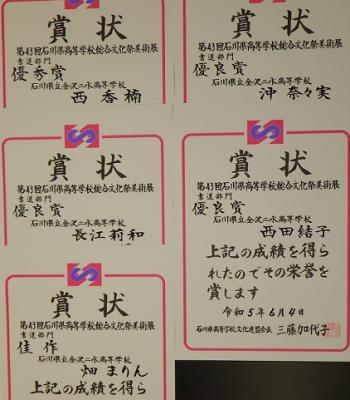 賞状
第43回石川県高等学校総合文化祭美術展
書道部門
優秀賞
石川県立金沢二水高等学校
西香楠
賞状
第43回石川県高等学校総合文化祭美術展
書道部門
優良賞
石川県立金沢二水高等学校
沖奈々実
賞状
第43回石川県高等学校総合文化祭美術展
書道部門
優良賞
石川県立金沢二水高等学校
長江莉和
賞状
第43回石川県高等学校総合文化祭美術展
書道部門
優良賞
石川県立金沢二水高等学校
西田結子
上記の成績を得ら
れたのでその栄誉を
賞します
令和5年6月4日
石川県高等学校文化連盟会長 三藤加代子
賞状
第43回石川県高等学校総合文化祭美術展
書道部門
佳作
石川県立金沢二水高等学校
畑まりん
上記の成績を得ら